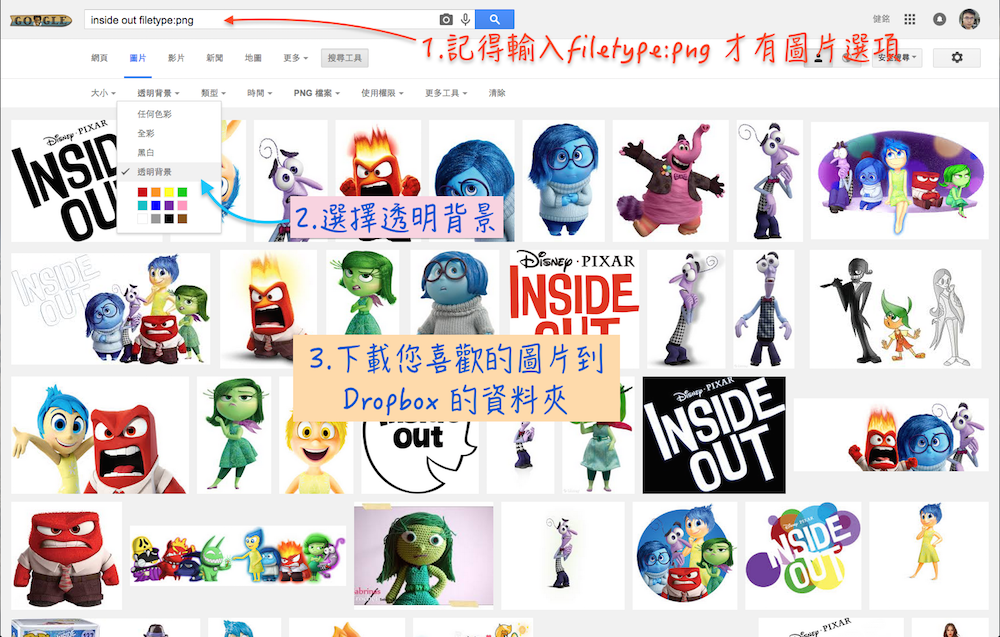 GOOGLE
inside out filetype:png
健銘
1.記得輸入filetype:png 才有圖片選項
網頁 圖片 影片 新聞 地圖 更多 搜尋工具
安全搜尋
大小 透明背景 類型 時間 PNG 檔案 使用權限 更多工具 清除
任何色彩
全彩
黑白
透明背景
2.選擇透明背景
3.下載您喜歡的圖片到
Dropbox 的資料夾
DISNEY·PIXAR
INSIDE
OUT
INSIDE
OUT
DISNEY·PIXAR
INSIDE
OUT
out
DISNEY·PIXAR
INSIDE
OUT
DISNEY·PIXAR
INSIDE
OUT
DISNEY·PIXAR